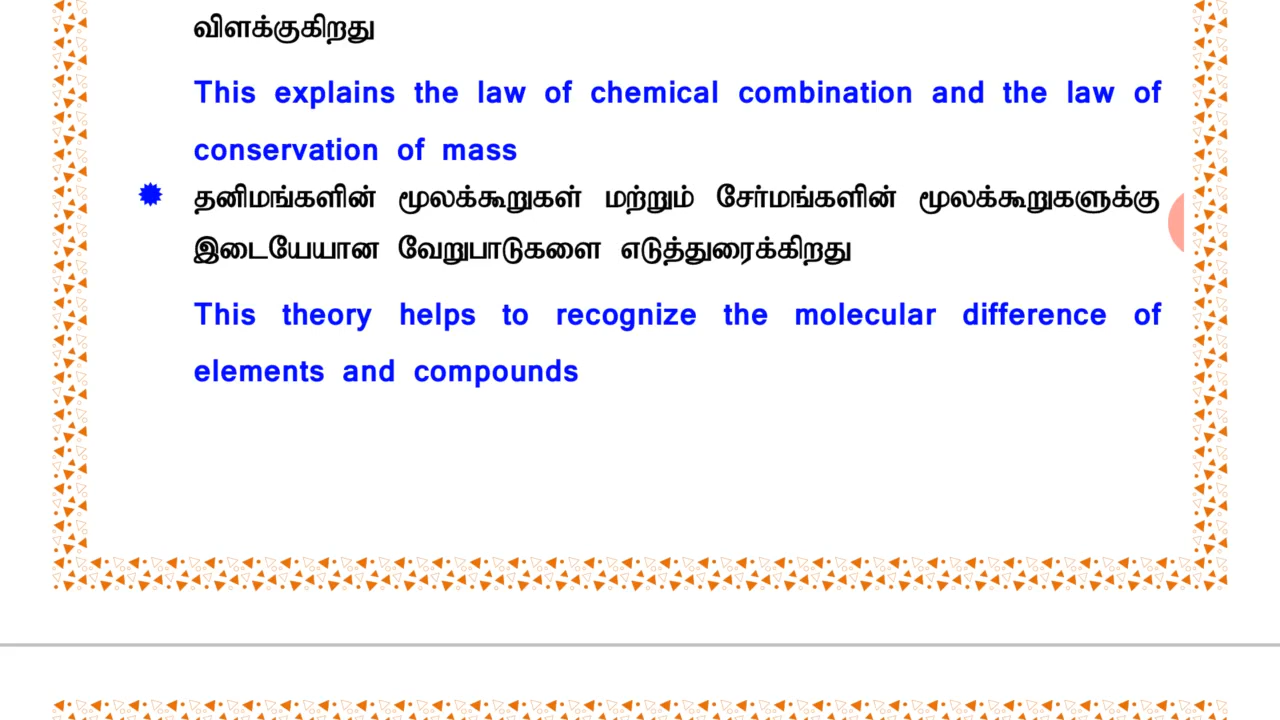 விளக்குகிறது
This explains the law of chemical combination and the law of
conservation of mass
தனிமங்களின் மூலக்கூறுகள் மற்றும் சேர்மங்களின் மூலக்கூறுகளுக்கு
இடையேயான வேறுபாடுகளை எடுத்துரைக்கிறது
This theory helps to recognize the molecular difference of
elements and compounds